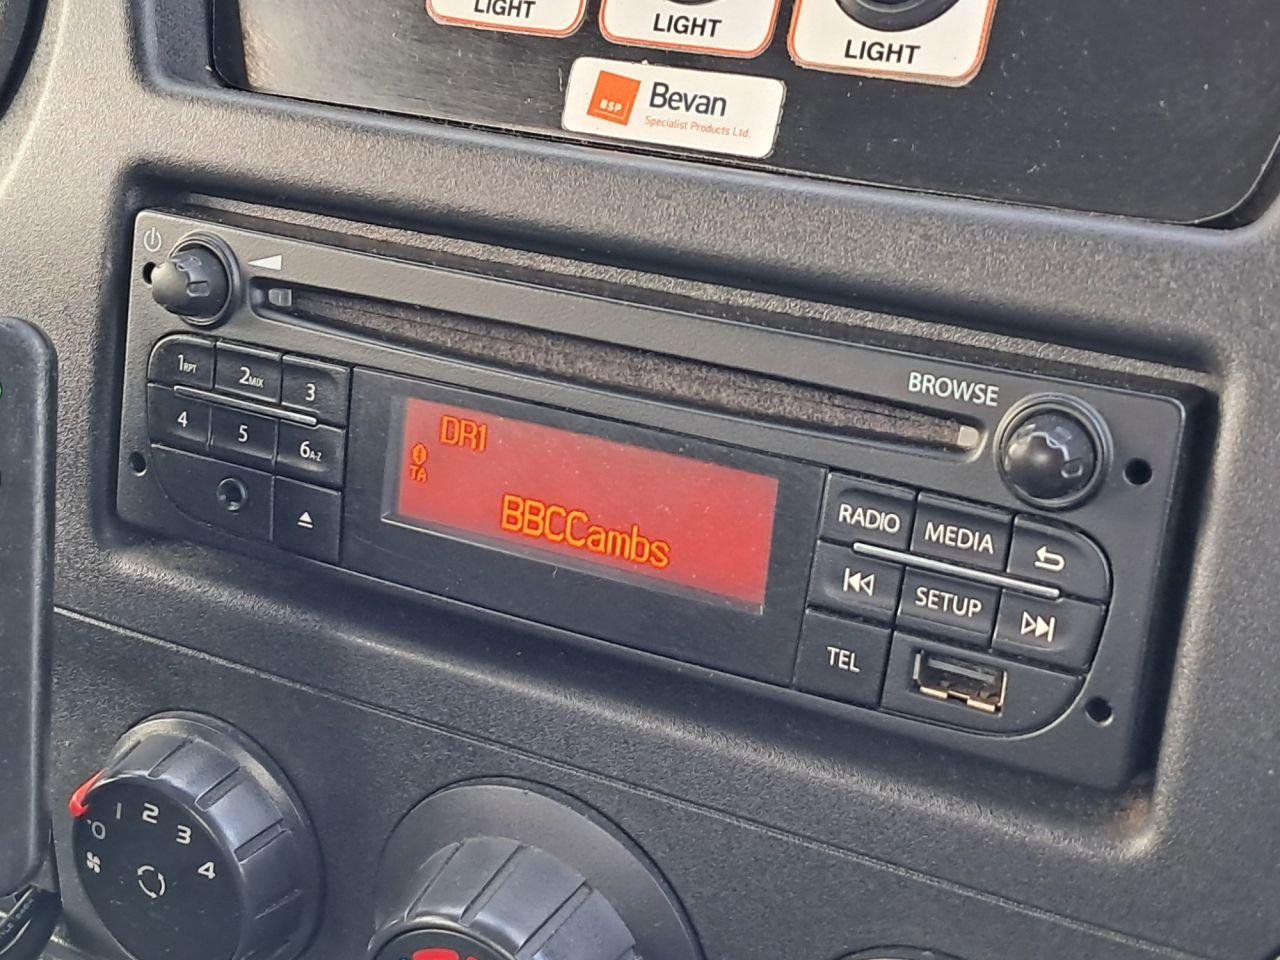 LIGHT
LIGHT
LIGHT
BSP
Bevan
Specialist Products Ltd.
BROWSE
1RPT
2MIX
3
4
5
6A-Z
DR1
TA
BBCCambs
RADIO
MEDIA
SETUP
TEL
0
1
2
3
4